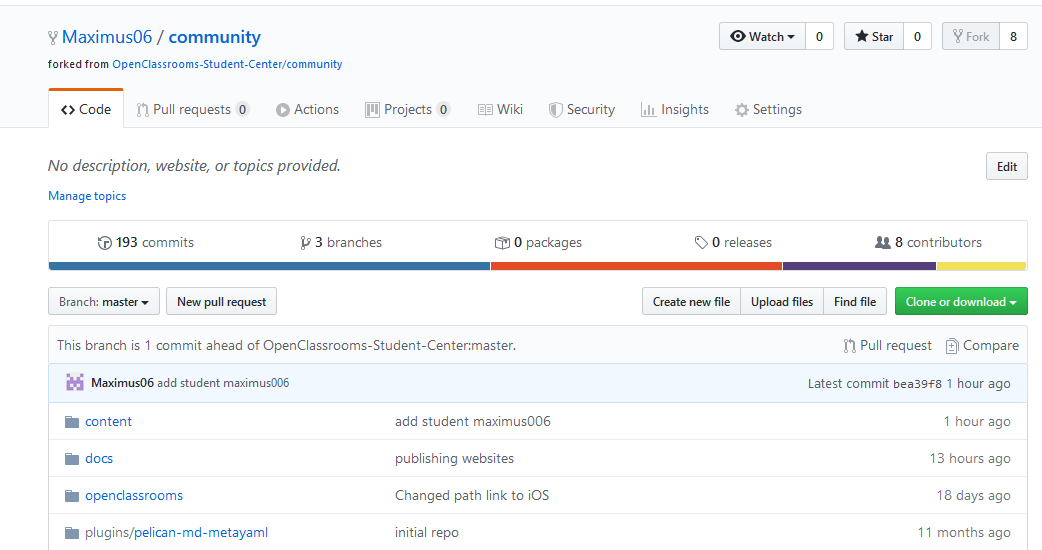 Maximus06 / community
Watch 0 Star 0 Fork 8
forked from OpenClassrooms-Student-Center/community
Code Pull requests 0 Actions Projects 0 Wiki Security Insights Settings
No description, website, or topics provided.
Edit
Manage topics
193 commits 3 branches 0 packages 0 releases 8 contributors
Branch: master New pull request Create new file Upload files Find file Clone or download
This branch is 1 commit ahead of OpenClassrooms-Student-Center:master. Pull request Compare
Maximus06 add student maximus006 Latest commit bea39f8 1 hour ago
content add student maximus006 1 hour ago
docs publishing websites 13 hours ago
openclassrooms Changed path link to iOS 18 days ago
plugins/pelican-md-metayaml initial repo 11 months ago